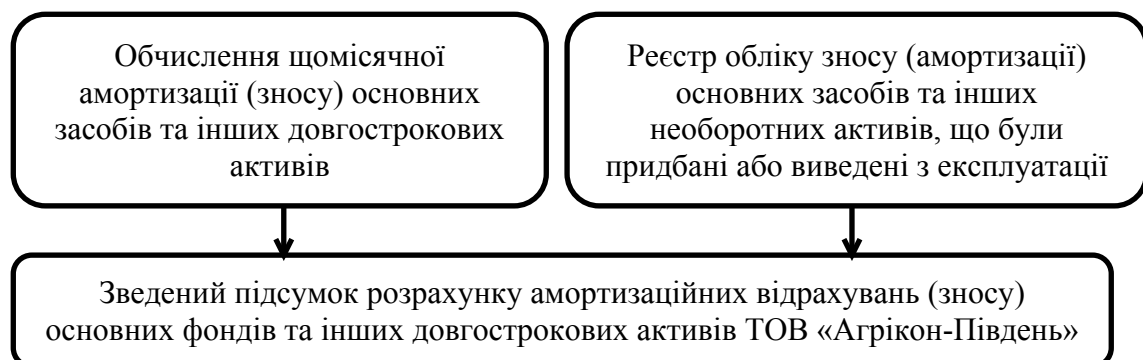 Обчислення щомісячної
амортизації (зносу) основних
засобів та інших довгострокових
активів
Реєстр обліку зносу (амортизації)
основних засобів та інших
необоротних активів, що були
придбані або виведені з експлуатації
Зведений підсумок розрахунку амортизаційних відрахувань (зносу)
основних фондів та інших довгострокових активів ТОВ «Агрікон-Південь»